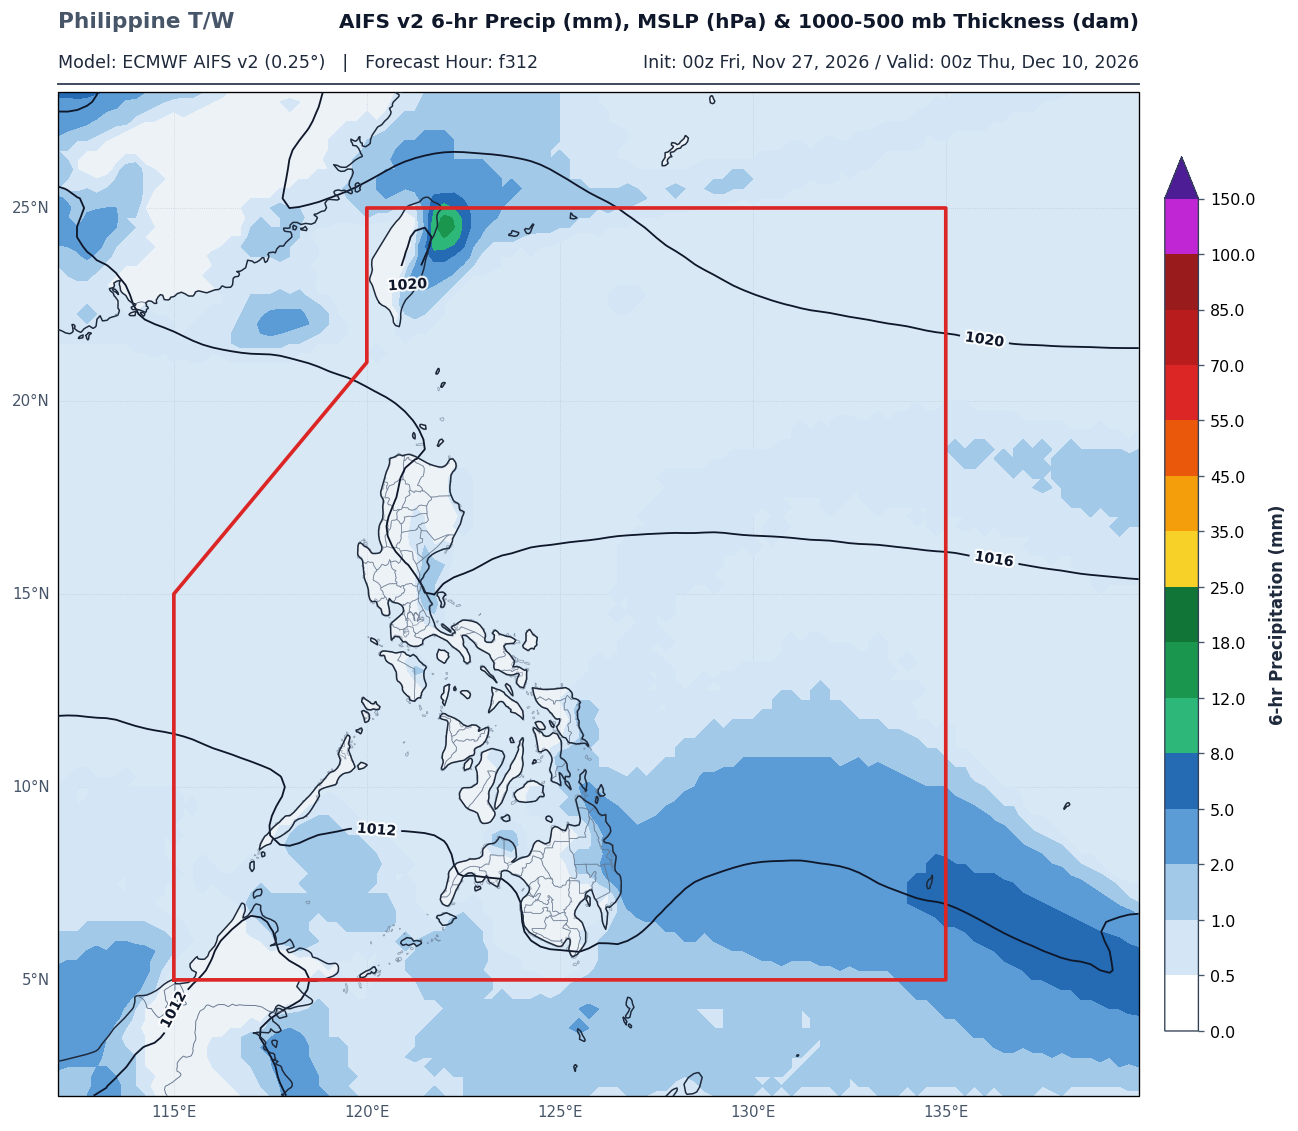 Philippine T/W
AIFS v2 6-hr Precip (mm), MSLP (hPa) & 1000-500 mb Thickness (dam)
Model: ECMWF AIFS v2 (0.25°) | Forecast Hour: f312
Init: 00z Fri, Nov 27, 2026 / Valid: 00z Thu, Dec 10, 2026
25°N
20°N
15°N
10°N
5°N
1020
1020
1016
1012
1012
115°E
120°E
125°E
130°E
135°E
150.0
100.0
85.0
70.0
55.0
45.0
35.0
25.0
18.0
12.0
8.0
5.0
2.0
1.0
0.5
0.0
6-hr Precipitation (mm)